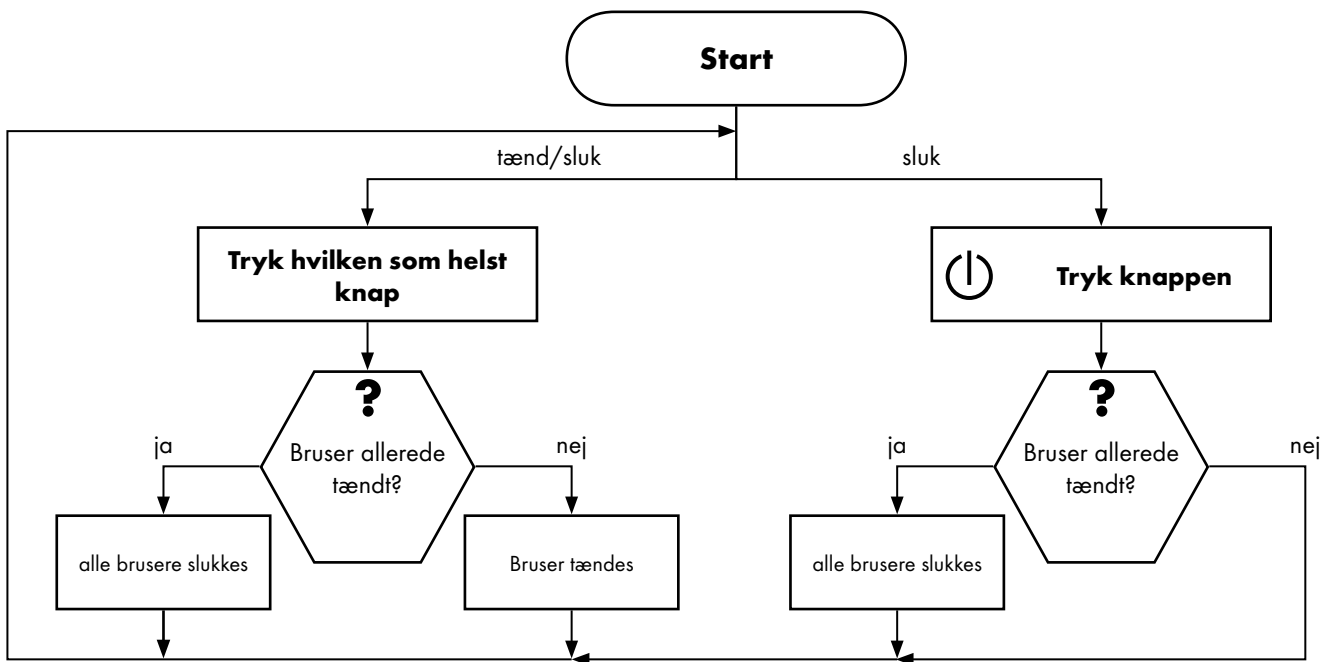 Start
tænd/sluk
sluk
Tryk hvilken som helst
knap
Tryk knappen
?
Bruser allerede
tændt?
ja
nej
?
Bruser allerede
tændt?
ja
nej
alle brusere slukkes
Bruser tændes
alle brusere slukkes